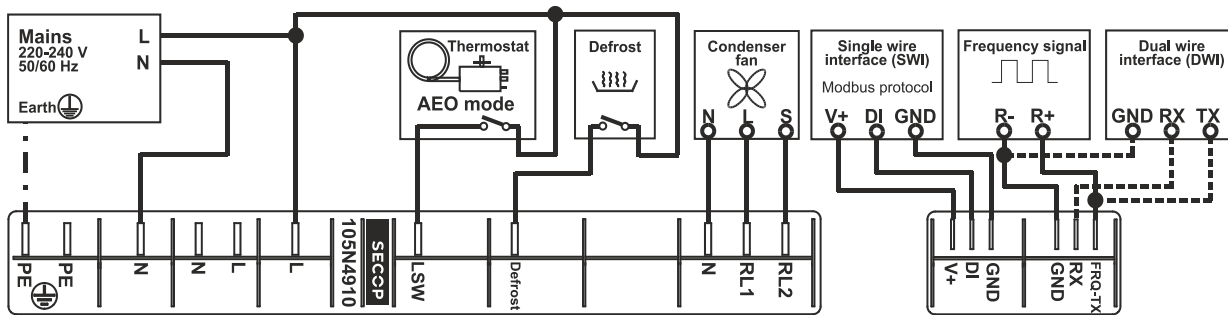 Mains
220-240 V
50/60 Hz
L
N
Earth
Thermostat
AEO mode
Defrost
Condenser
fan
N L S
Single wire
interface (SWI)
Modbus protocol
V+ DI GND
Frequency signal
R- R+
Dual wire
interface (DWI)
GND RX TX
PE
PE
N
N
L
L
105N4910
SECOP
LSW
Defrost
N
RL1
RL2
V+
DI
GND
GND
RX
FRQ-TX